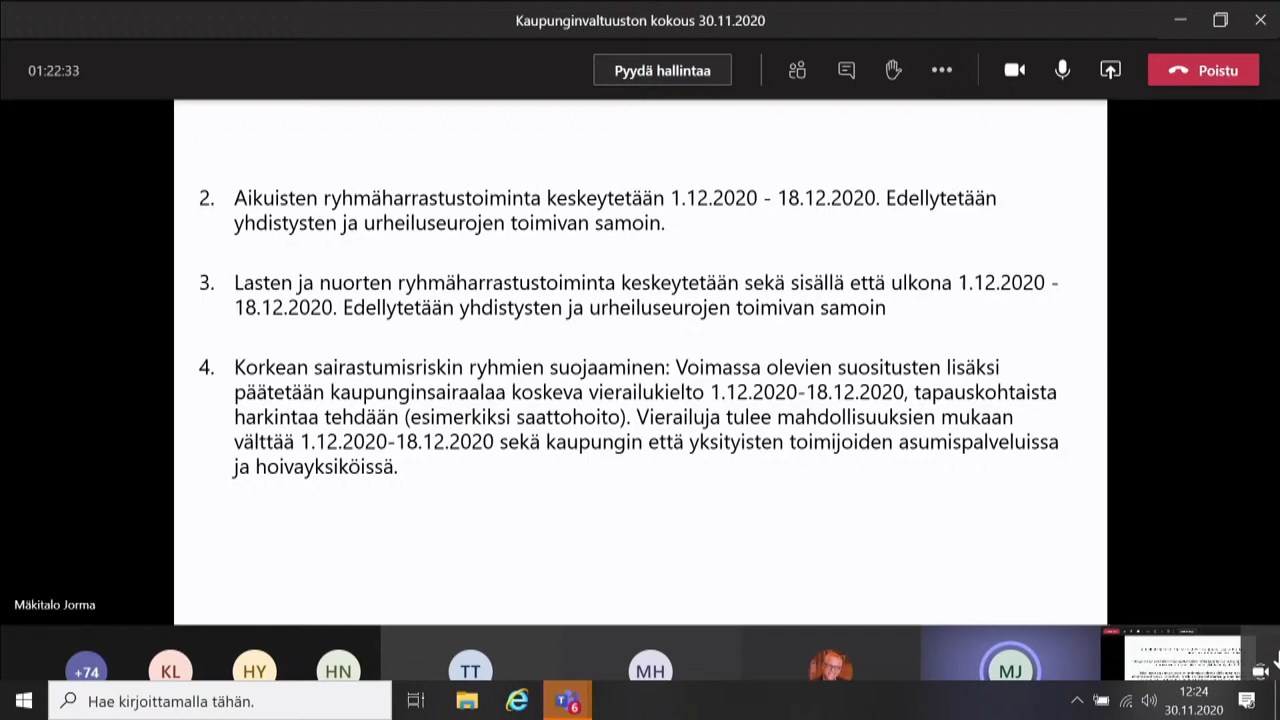 Kaupunginvaltuuston kokous 30.11.2020
01:22:33
Pyydä hallintaa
Poistu
2. Aikuisten ryhmäharrastustoiminta keskeytetään 1.12.2020 - 18.12.2020. Edellytetään
yhdistysten ja urheiluseurojen toimivan samoin.
3. Lasten ja nuorten ryhmäharrastustoiminta keskeytetään sekä sisällä että ulkona 1.12.2020 -
18.12.2020. Edellytetään yhdistysten ja urheiluseurojen toimivan samoin
4. Korkean sairastumisriskin ryhmien suojaaminen: Voimassa olevien suositusten lisäksi
päätetään kaupunginsairaalaa koskeva vierailukielto 1.12.2020-18.12.2020, tapauskohtaista
harkintaa tehdään (esimerkiksi saattohoito). Vierailuja tulee mahdollisuuksien mukaan
välttää 1.12.2020-18.12.2020 sekä kaupungin että yksityisten toimijoiden asumispalveluissa
ja hoivayksiköissä.
Mäkitalo Jorma
+74 KL HY HN TT MH MJ
Hae kirjoittamalla tähän.
6
12:24
30.11.2020